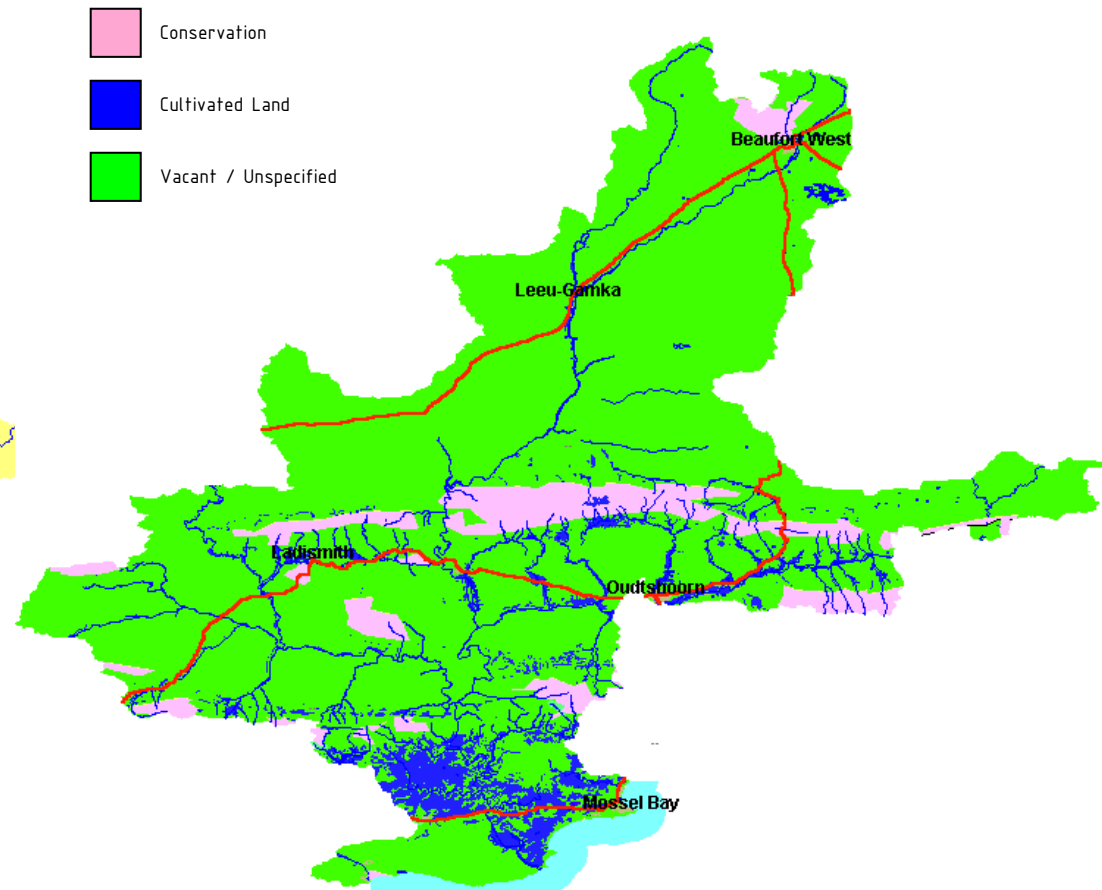 Conservation
Cultivated Land
Vacant / Unspecified
Beaufort West
Leeu-Gamka
Ladismith
Oudtshoorn
Mossel Bay